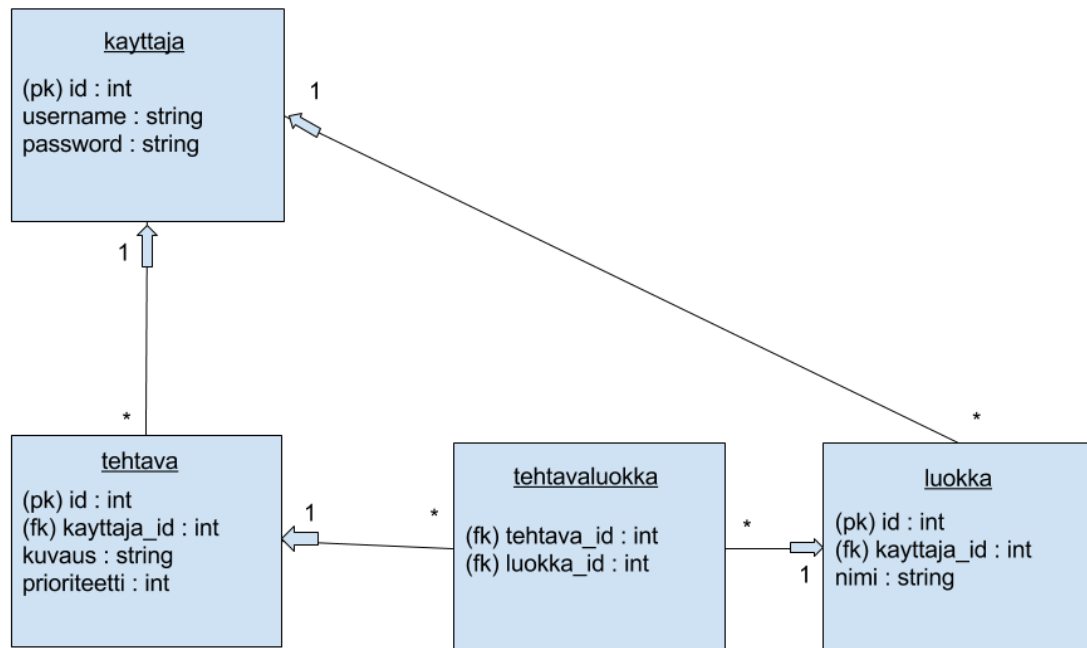 kayttaja
(pk) id : int
username : string
password : string
1
1
*
*
tehtava
(pk) id : int
(fk) kayttaja_id : int
kuvaus : string
prioriteetti : int
1
*
tehtavaluokka
(fk) tehtava_id : int
(fk) luokka_id : int
*
1
luokka
(pk) id : int
(fk) kayttaja_id : int
nimi : string